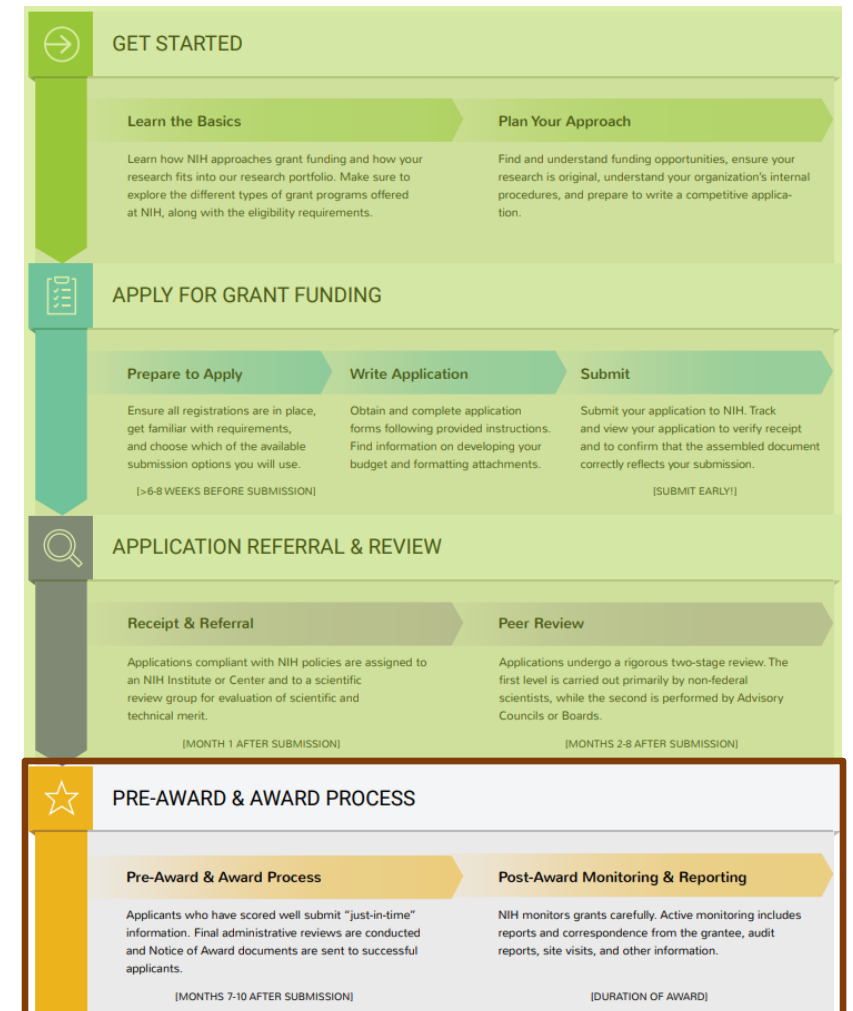 GET STARTED
Learn the Basics
Learn how NIH approaches grant funding and how your
research fits into our research portfolio. Make sure to
explore the different types of grant programs offered
at NIH, along with the eligibility requirements.
Plan Your Approach
Find and understand funding opportunities, ensure your
research is original, understand your organization's internal
procedures, and prepare to write a competitive applica-
tion.
APPLY FOR GRANT FUNDING
Prepare to Apply
Ensure all registrations are in place,
get familiar with requirements,
and choose which of the available
submission options you will use.
[>6-8 WEEKS BEFORE SUBMISSION]
Write Application
Obtain and complete application
forms following provided instructions.
Find information on developing your
budget and formatting attachments.
Submit
Submit your application to NIH. Track
and view your application to verify receipt
and to confirm that the assembled document
correctly reflects your submission.
[SUBMIT EARLY!]
APPLICATION REFERRAL & REVIEW
Receipt & Referral
Applications compliant with NIH policies are assigned to
an NIH Institute or Center and to a scientific
review group for evaluation of scientific and
technical merit.
[MONTH 1 AFTER SUBMISSION]
Peer Review
Applications undergo a rigorous two-stage review. The
first level is carried out primarily by non-federal
scientists, while the second is performed by Advisory
Councils or Boards.
[MONTHS 2-8 AFTER SUBMISSION]
PRE-AWARD & AWARD PROCESS
Pre-Award & Award Process
Applicants who have scored well submit "just-in-time"
information. Final administrative reviews are conducted
and Notice of Award documents are sent to successful
applicants.
[MONTHS 7-10 AFTER SUBMISSION]
Post-Award Monitoring & Reporting
NIH monitors grants carefully. Active monitoring includes
reports and correspondence from the grantee, audit
reports, site visits, and other information.
[DURATION OF AWARD]